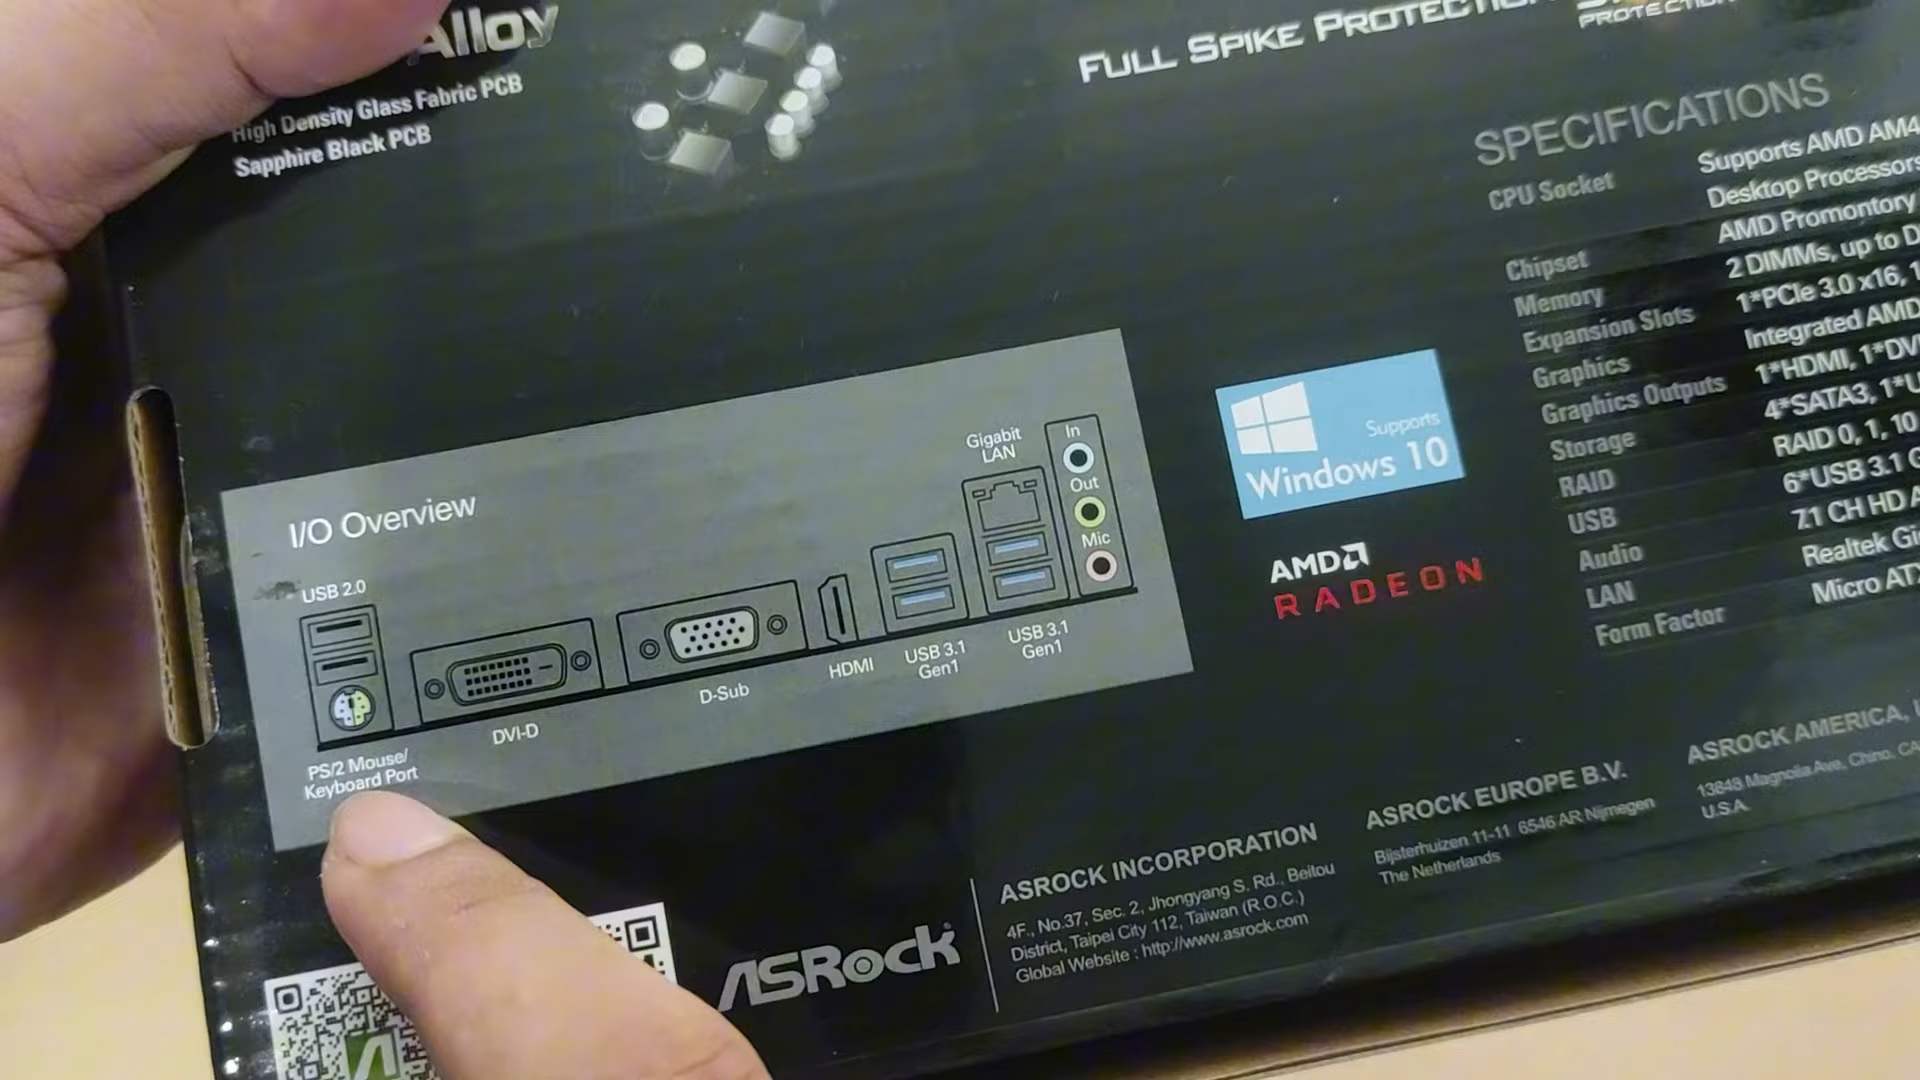 Alloy
High Density Glass Fabric PCB
Sapphire Black PCB
FULL SPIKE PROTECTION
PROTECTION
SPECIFICATIONS
CPU Socket
Supports AMD AM4
Desktop Processors
Chipset
AMD Promontory
Memory
2 DIMMs, up to D
Expansion Slots
1*PCIe 3.0 x16, 1
Graphics
Integrated AMD
Graphics Outputs
1*HDMI, 1*DVI
Storage
4*SATA3, 1*U
RAID
RAID 0, 1, 10
USB
6*USB 3.1 G
Audio
7.1 CH HD A
LAN
Realtek Gi
Form Factor
Micro ATX
I/O Overview
USB 2.0
PS/2 Mouse/
Keyboard Port
DVI-D
D-Sub
HDMI
USB 3.1
Gen1
Gigabit
LAN
USB 3.1
Gen1
In
Out
Mic
Supports
Windows 10
AMD
RADEON
ASRock
ASROCK INCORPORATION
4F., No.37, Sec. 2, Jhongyang S. Rd., Beitou
District, Taipei City 112, Taiwan (R.O.C.)
Global Website : http://www.asrock.com
ASROCK EUROPE B.V.
Bijsterhuizen 11-11 6546 AR Nijmegen
The Netherlands
ASROCK AMERICA,
13848 Magnolia Ave, Chino, CA
U.S.A.